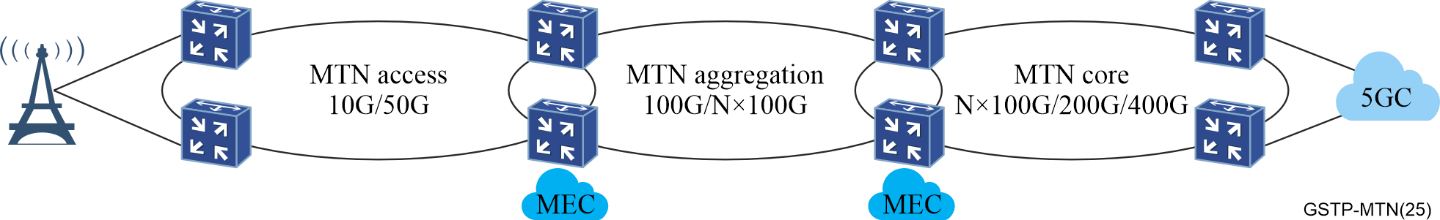 MTN access
10G/50G
MTN aggregation
100G/N×100G
MTN core
N×100G/200G/400G
5GC
MEC
MEC
GSTP-MTN(25)